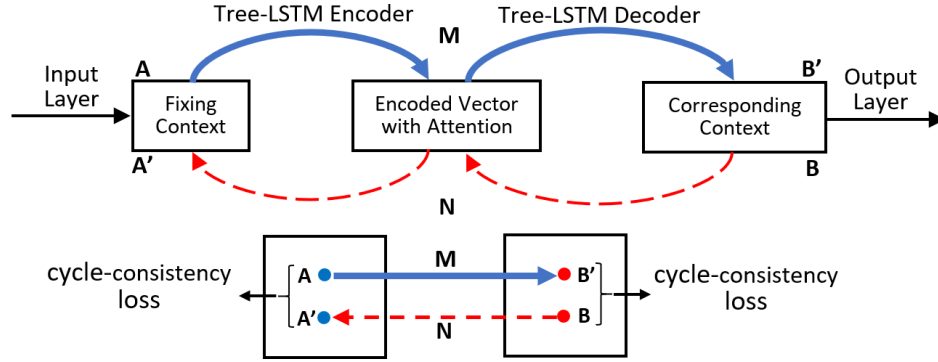 Tree-LSTM Encoder
M
Tree-LSTM Decoder
Input
Layer
A
Fixing
Context
A'
Encoded Vector
with Attention
B'
Corresponding
Context
B
Output
Layer
N
cycle-consistency
loss
A
A'
M
N
B'
B
cycle-consistency
loss